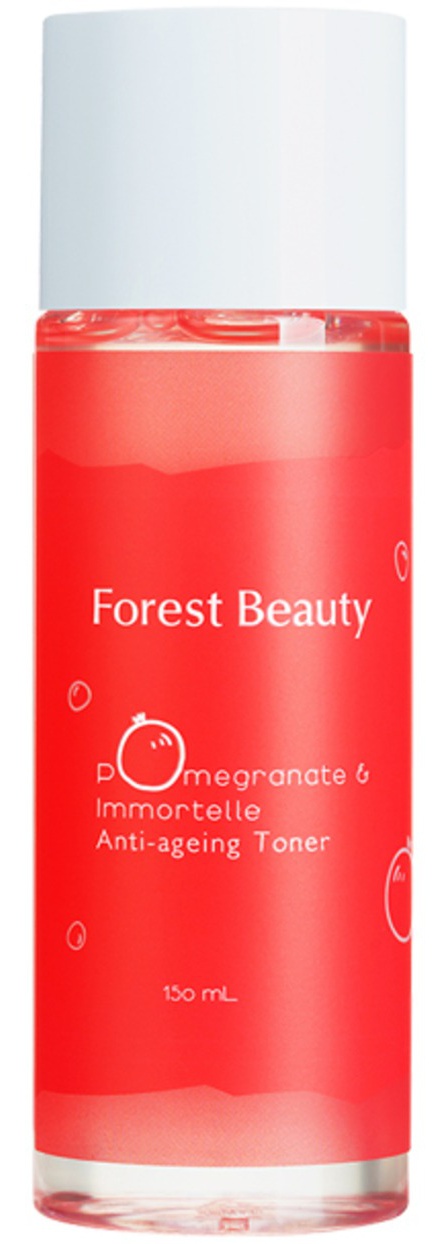 Forest Beauty
Pomegranate &
Immortelle
Anti-ageing Toner
150 mL